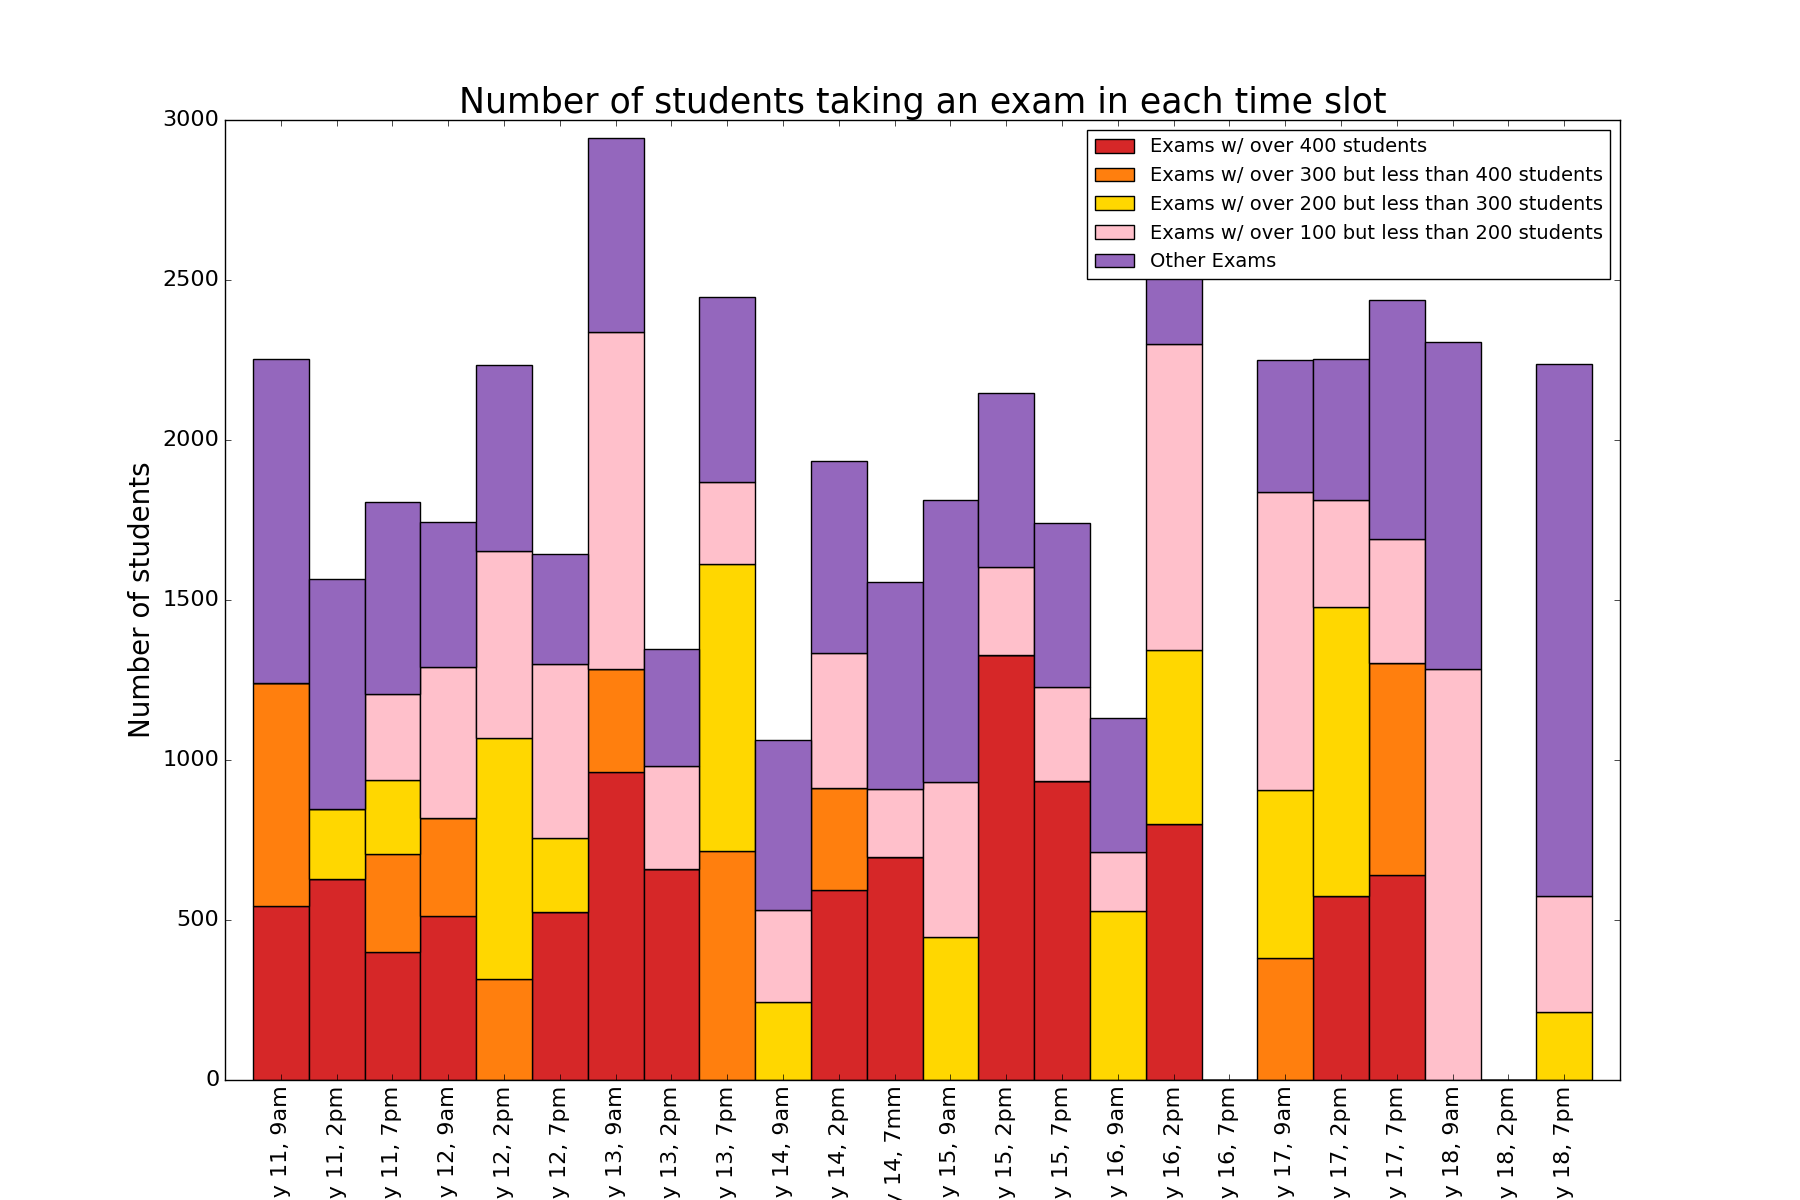 Number of students taking an exam in each time slot
3000
2500
2000
1500
1000
500
0
Number of students
Exams w/ over 400 students
Exams w/ over 300 but less than 400 students
Exams w/ over 200 but less than 300 students
Exams w/ over 100 but less than 200 students
Other Exams
y 11, 9am
y 11, 2pm
y 11, 7pm
y 12, 9am
y 12, 2pm
y 12, 7pm
y 13, 9am
y 13, 2pm
y 13, 7pm
y 14, 9am
y 14, 2pm
y 14, 7mm
y 15, 9am
y 15, 2pm
y 15, 7pm
y 16, 9am
y 16, 2pm
y 16, 7pm
y 17, 9am
y 17, 2pm
y 17, 7pm
y 18, 9am
y 18, 2pm
y 18, 7pm